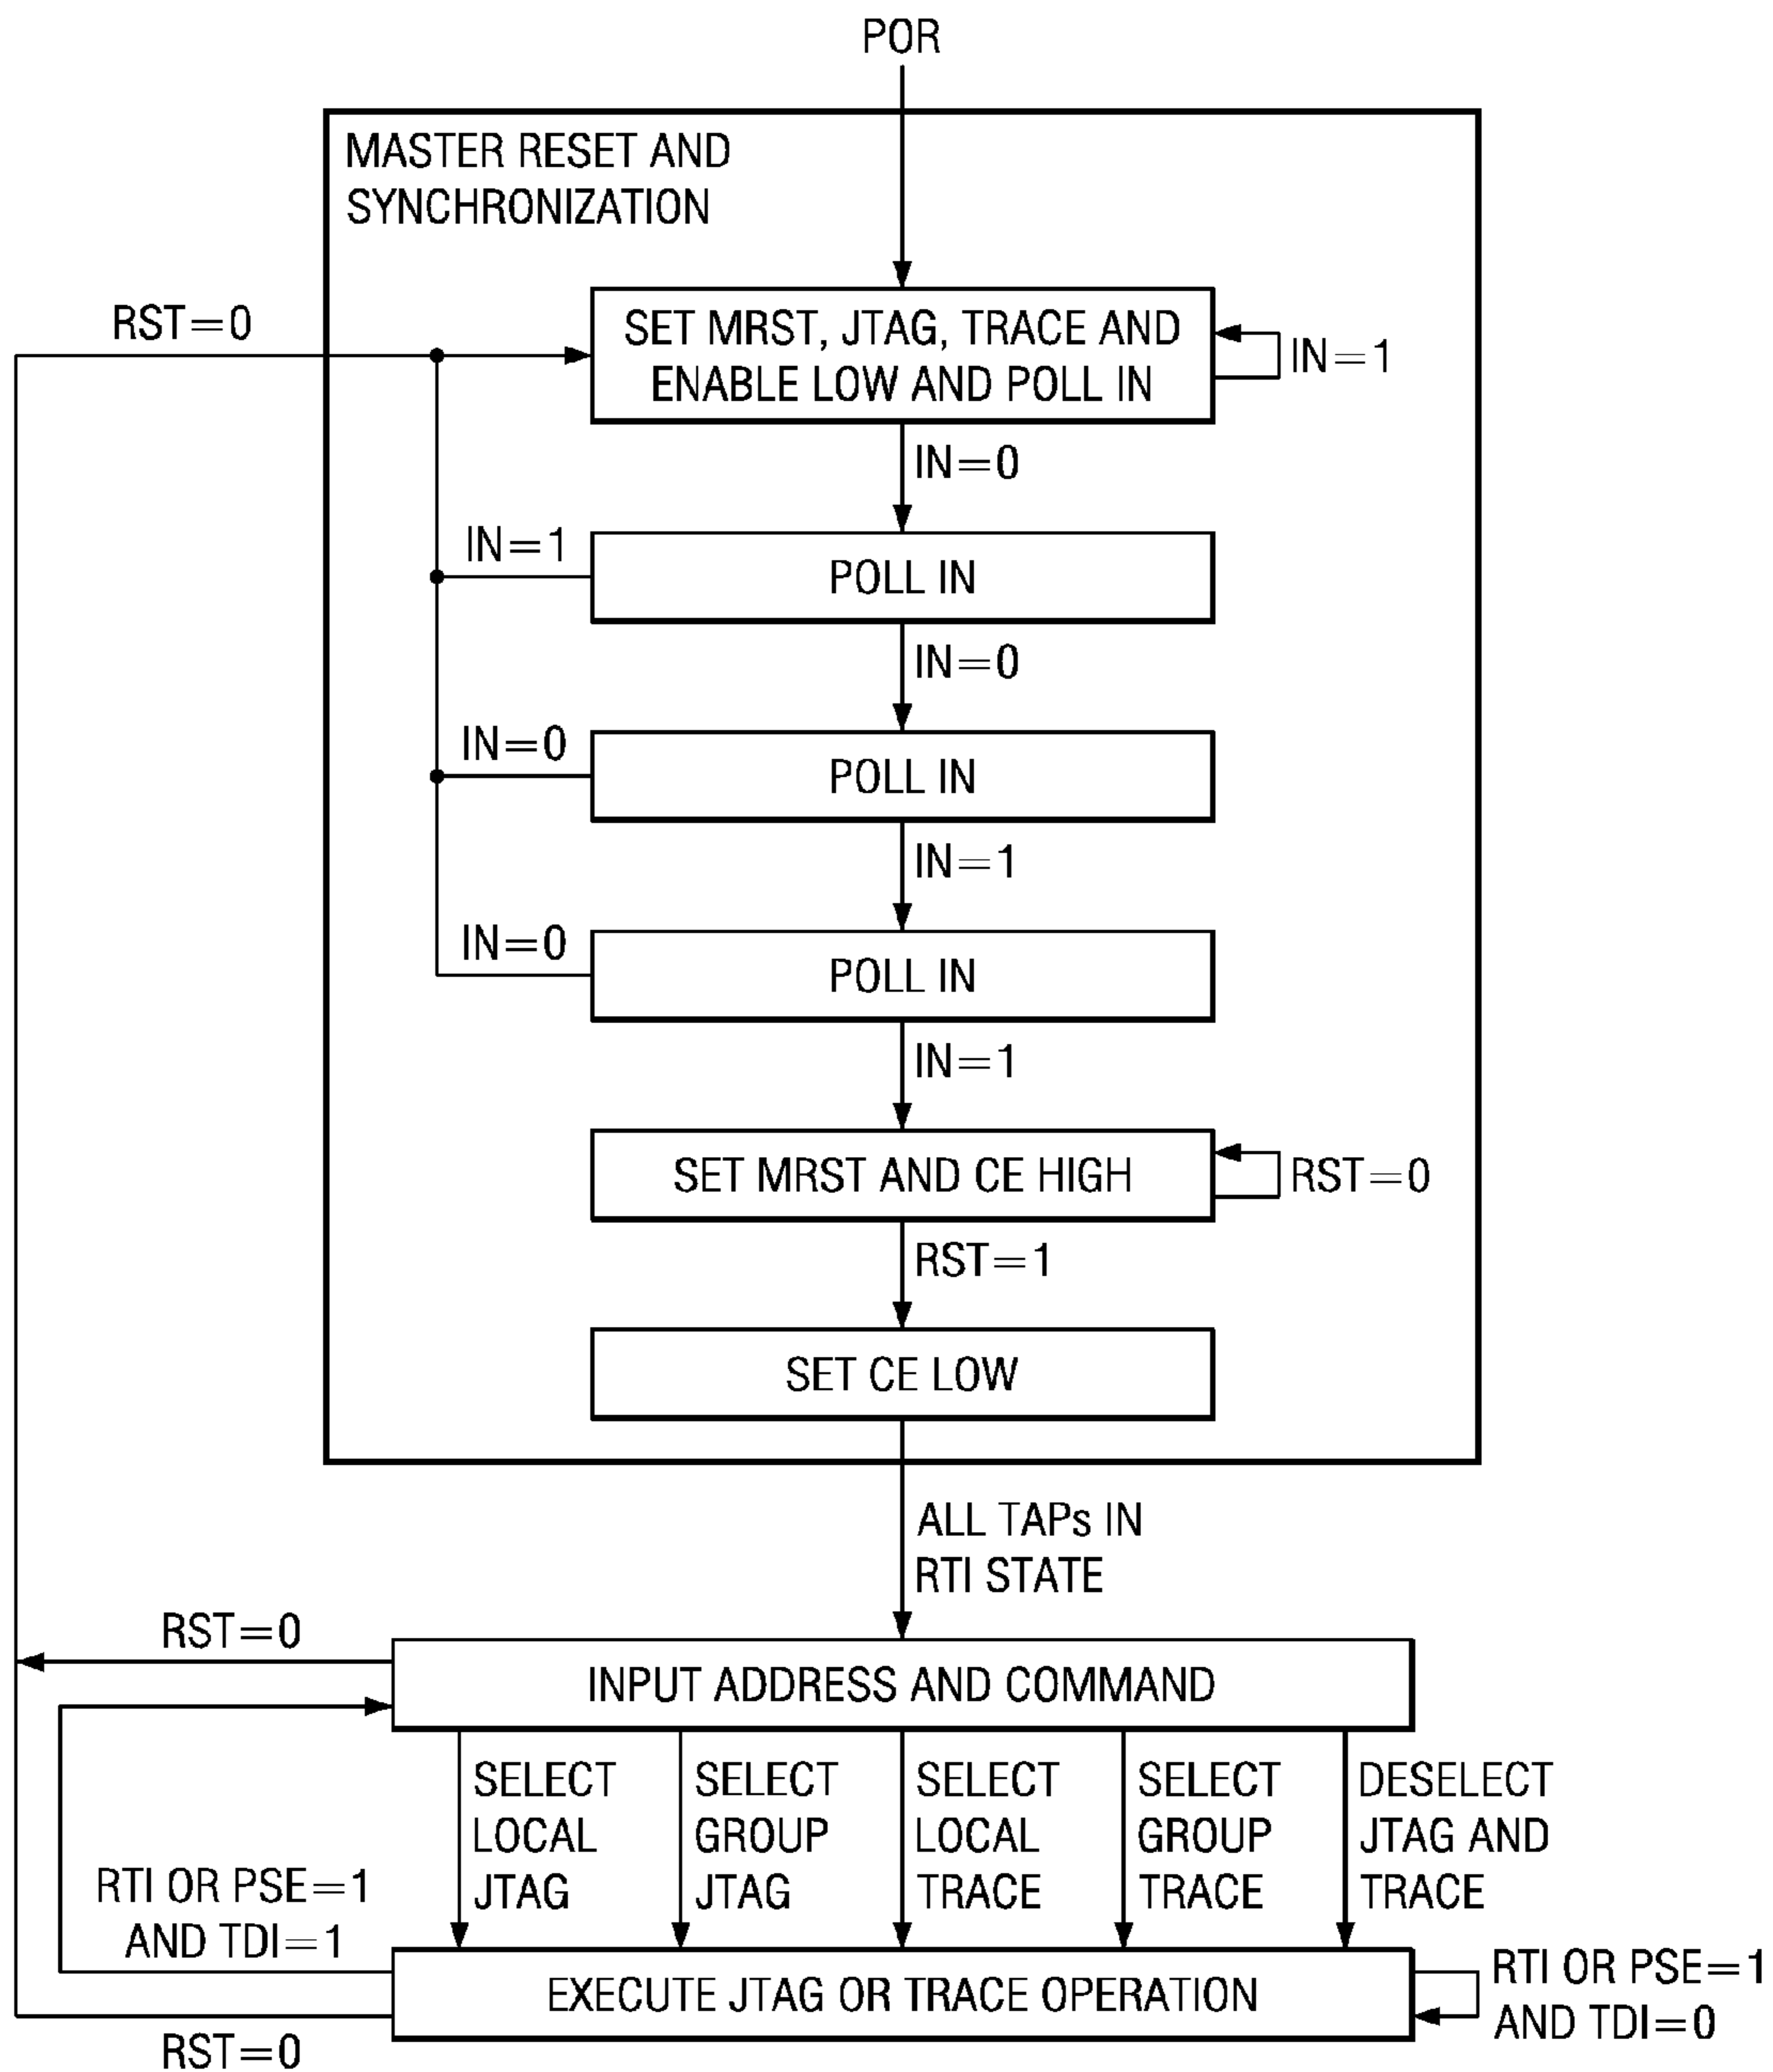 POR
MASTER RESET AND
SYNCHRONIZATION
RST=0
SET MRST, JTAG, TRACE AND
ENABLE LOW AND POLL IN
IN=1
IN=0
IN=1
POLL IN
IN=0
IN=0
POLL IN
IN=1
IN=0
POLL IN
IN=1
SET MRST AND CE HIGH
RST=0
RST=1
SET CE LOW
ALL TAPs IN
RTI STATE
RST=0
INPUT ADDRESS AND COMMAND
SELECT
LOCAL
JTAG
SELECT
GROUP
JTAG
SELECT
LOCAL
TRACE
SELECT
GROUP
TRACE
DESELECT
JTAG AND
TRACE
RTI OR PSE=1
AND TDI=1
EXECUTE JTAG OR TRACE OPERATION
RTI OR PSE=1
AND TDI=0
RST=0